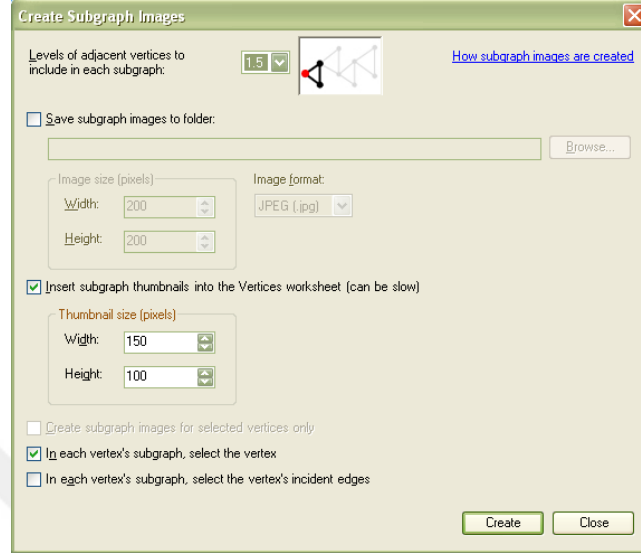 Create Subgraph Images
Levels of adjacent vertices to
include in each subgraph:
1.5
How subgraph images are created
Save subgraph images to folder:
Browse...
Image size (pixels)
Image format:
Width:
200
JPEG (.jpg)
Height:
200
Insert subgraph thumbnails into the Vertices worksheet (can be slow)
Thumbnail size (pixels)
Width:
150
Height:
100
Create subgraph images for selected vertices only
In each vertex's subgraph, select the vertex
In each vertex's subgraph, select the vertex's incident edges
Create
Close